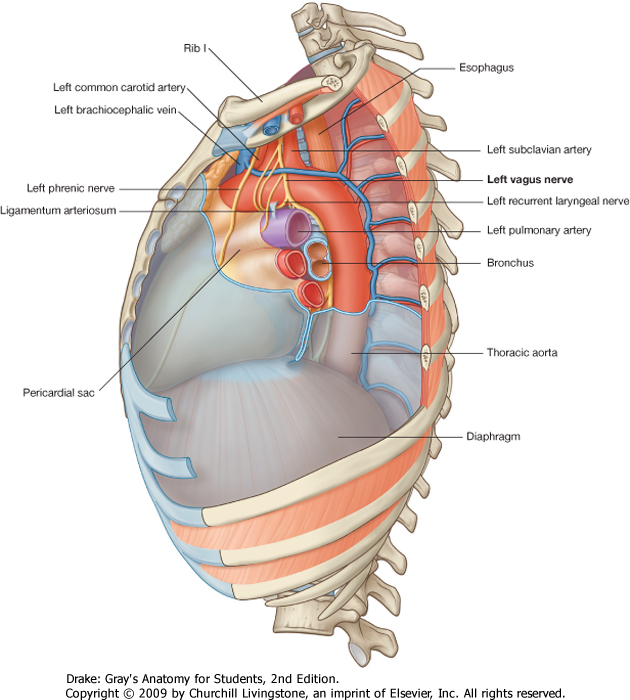 Rib I
Esophagus
Left common carotid artery
Left brachiocephalic vein
Left subclavian artery
Left vagus nerve
Left phrenic nerve
Left recurrent laryngeal nerve
Ligamentum arteriosum
Left pulmonary artery
Bronchus
Thoracic aorta
Pericardial sac
Diaphragm
Drake: Gray's Anatomy for Students, 2nd Edition.
Copyright © 2009 by Churchill Livingstone, an imprint of Elsevier, Inc. All rights reserved.